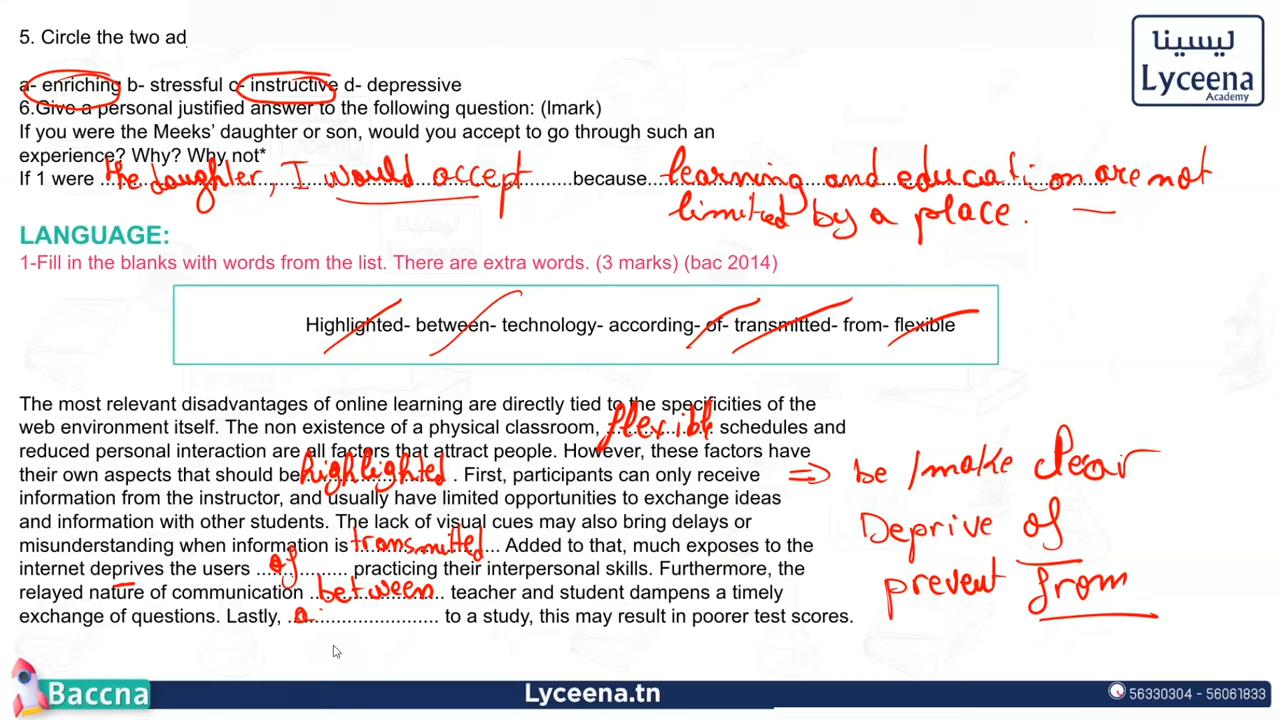 5. Circle the two ad
ليسينا
Lyceena
Academy
a- enriching b- stressful c- instructive d- depressive
6.Give a personal justified answer to the following question: (lmark)
If you were the Meeks' daughter or son, would you accept to go through such an
experience? Why? Why not*
If 1 were the daughter, I would accept because learning and education are not
limited by a place.
LANGUAGE:
1-Fill in the blanks with words from the list. There are extra words. (3 marks) (bac 2014)
Highlighted- between- technology- according- of- transmitted- from- flexible
The most relevant disadvantages of online learning are directly tied to the specificities of the
web environment itself. The non existence of a physical classroom, flexible schedules and
reduced personal interaction are all factors that attract people. However, these factors have
their own aspects that should be highlighted . First, participants can only receive
information from the instructor, and usually have limited opportunities to exchange ideas
and information with other students. The lack of visual cues may also bring delays or
misunderstanding when information is transmitted. Added to that, much exposes to the
internet deprives the users of practicing their interpersonal skills. Furthermore, the
relayed nature of communication between teacher and student dampens a timely
exchange of questions. Lastly, a to a study, this may result in poorer test scores.
⇒ be /make clear
Deprive of
prevent from
Baccna
Lyceena.tn
56330304 - 56061833